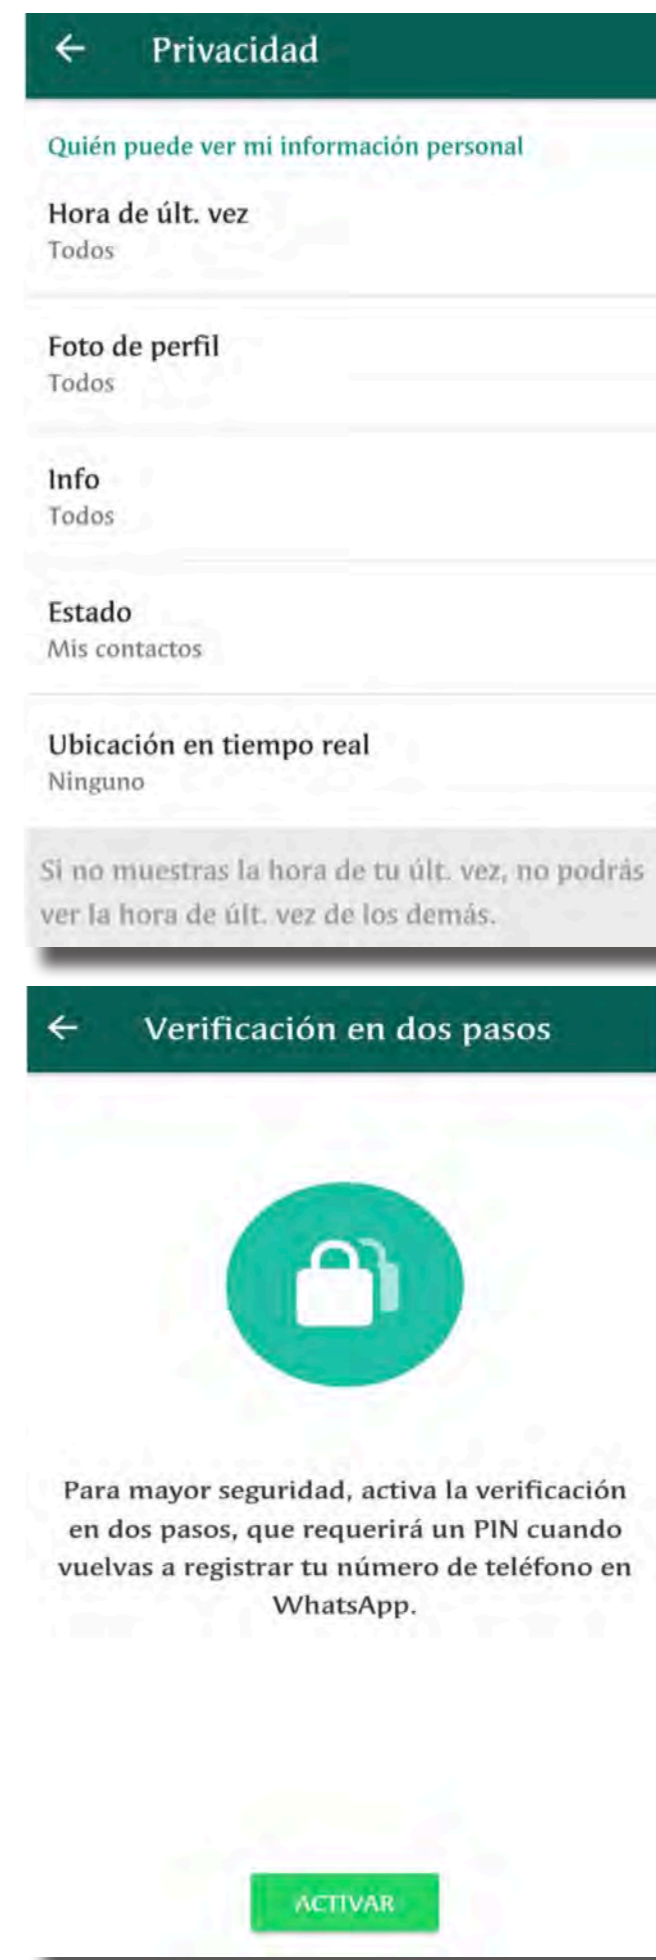 Privacidad
Quién puede ver mi información personal
Hora de últ. vez
Todos
Foto de perfil
Todos
Info
Todos
Estado
Mis contactos
Ubicación en tiempo real
Ninguno
Si no muestras la hora de tu últ. vez, no podrás
ver la hora de últ. vez de los demás.
Verificación en dos pasos
Para mayor seguridad, activa la verificación
en dos pasos, que requerirá un PIN cuando
vuelvas a registrar tu número de teléfono en
WhatsApp.
ACTIVAR